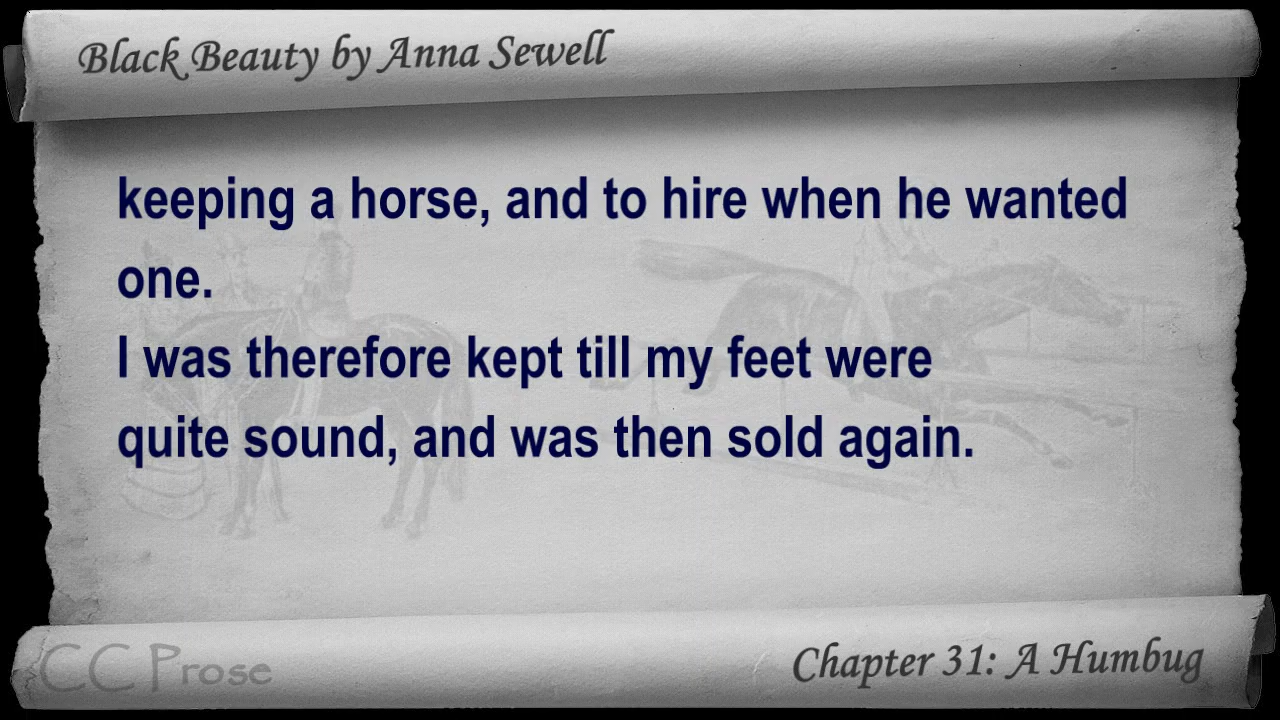 Black Beauty by Anna Sewell
keeping a horse, and to hire when he wanted
one.
I was therefore kept till my feet were
quite sound, and was then sold again.
CC Prose
Chapter 31: A Humbug